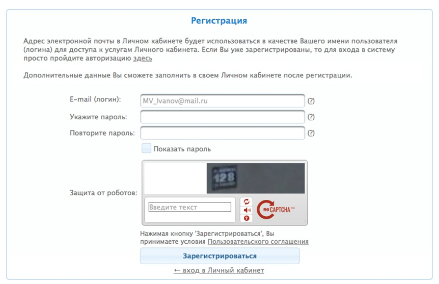 Регистрация
Адрес электронной почты в Личном кабинете будет использоваться в качестве Вашего имени пользователя
(логина) для доступа к услугам Личного кабинета. Если Вы уже зарегистрированы, то для входа в систему
просто пройдите авторизацию здесь
Дополнительные данные Вы сможете заполнить в своем Личном кабинете после регистрации.
E-mail (логин): MV_Ivanov@mail.ru (?)
Укажите пароль: (?)
Повторите пароль: (?)
Показать пароль
428
Защита от роботов:
Введите текст
reCAPTCHA™
Нажимая кнопку 'Зарегистрироваться', Вы
принимаете условия Пользовательского соглашения
Зарегистрироваться
← вход в Личный кабинет